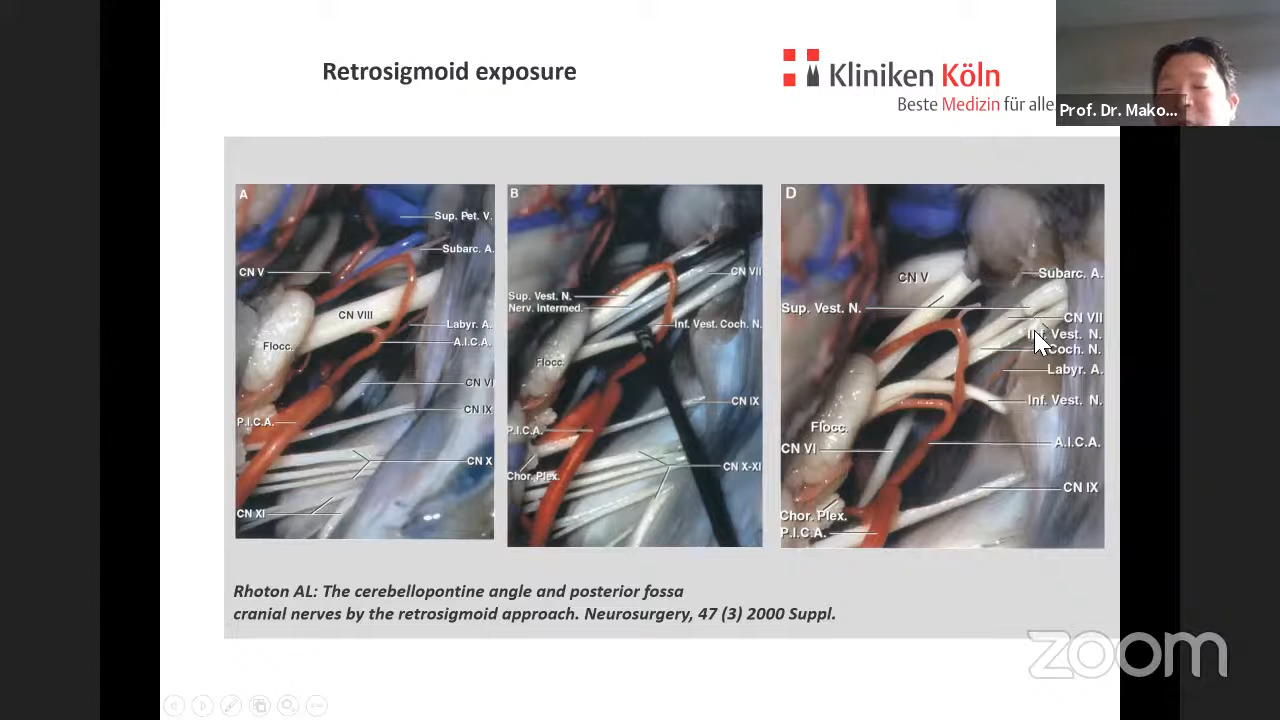 Retrosigmoid exposure
Kliniken Köln
Beste Medizin für alle
Prof. Dr. Mako...
A
Sup. Pet. V.
Subarc. A.
CN V
CN VIII
Labyr. A.
A.I.C.A.
Flocc.
CN VI
CN IX
P.I.C.A.
CN X
CN XI
B
CN VII
Sup. Vest. N.
Nerv. Intermed.
Inf. Vest. Coch. N.
Flocc.
CN IX
P.I.C.A.
CN X-XI
Chor. Plex.
D
CN V
Subarc. A.
Sup. Vest. N.
CN VII
Vest. N.
Coch. N.
Labyr. A.
Inf. Vest. N.
Flocc.
A.I.C.A.
CN VI
CN IX
Chor. Plex.
P.I.C.A.
Rhoton AL: The cerebellopontine angle and posterior fossa
cranial nerves by the retrosigmoid approach. Neurosurgery, 47 (3) 2000 Suppl.
zoom